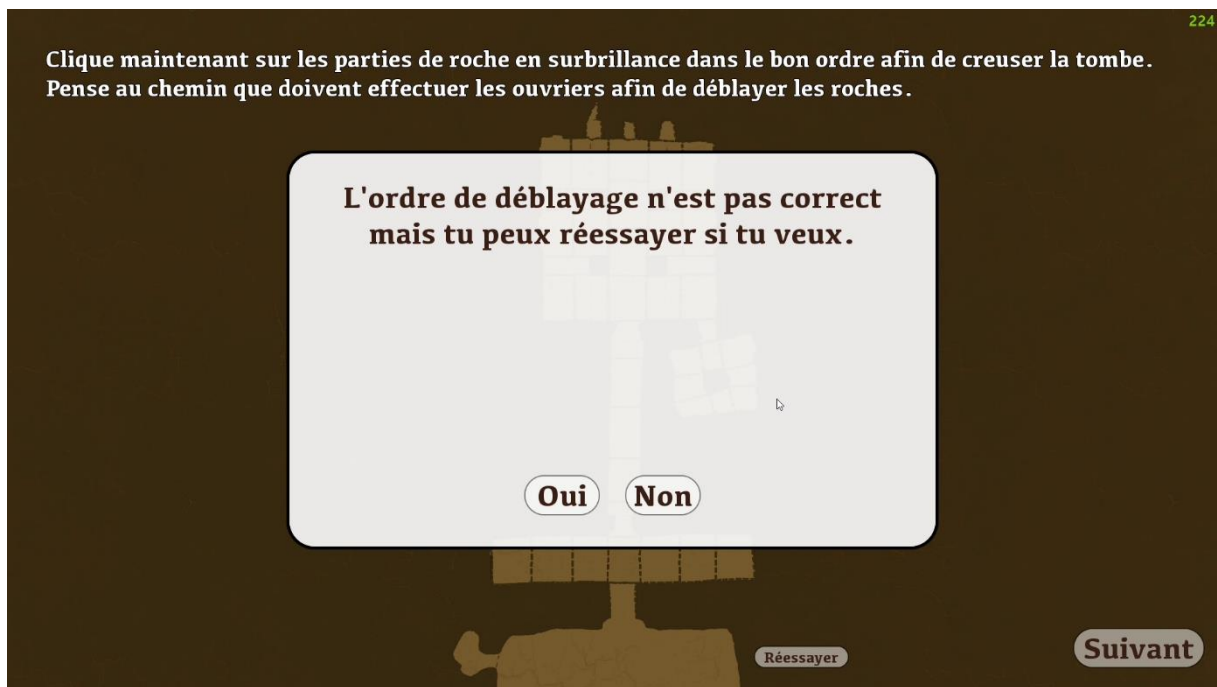 224
Clique maintenant sur les parties de roche en surbrillance dans le bon ordre afin de creuser la tombe.
Pense au chemin que doivent effectuer les ouvriers afin de déblayer les roches.
L'ordre de déblayage n'est pas correct
mais tu peux réessayer si tu veux.
Oui Non
Réessayer
Suivant